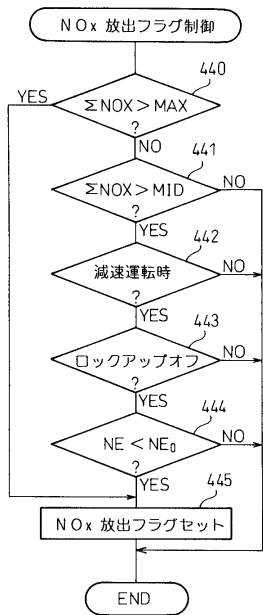 NOx 放出フラグ制御
440
YES
ΣNOX>MAX
?
NO
441
ΣNOX>MID
NO
?
YES
442
減速運転時
NO
?
YES
443
ロックアップオフ
NO
?
YES
444
NE<NE₀
NO
?
YES
445
NOx 放出フラグセット
END